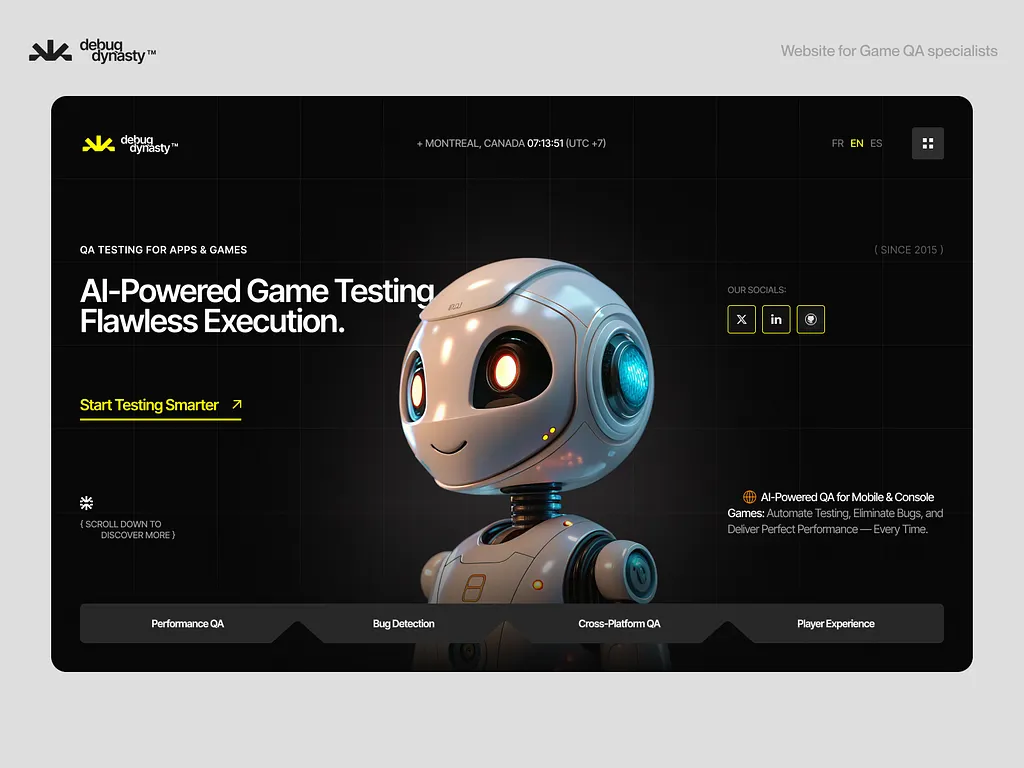 debug
dynasty™
Website for Game QA specialists
debug
dynasty™
+ MONTREAL, CANADA 07:13:51 (UTC +7)
FR EN ES
QA TESTING FOR APPS & GAMES
( SINCE 2015 )
AI-Powered Game Testing
Flawless Execution.
OUR SOCIALS:
X in
Start Testing Smarter
{ SCROLL DOWN TO
DISCOVER MORE }
AI-Powered QA for Mobile & Console
Games: Automate Testing, Eliminate Bugs, and
Deliver Perfect Performance — Every Time.
Performance QA
Bug Detection
Cross-Platform QA
Player Experience